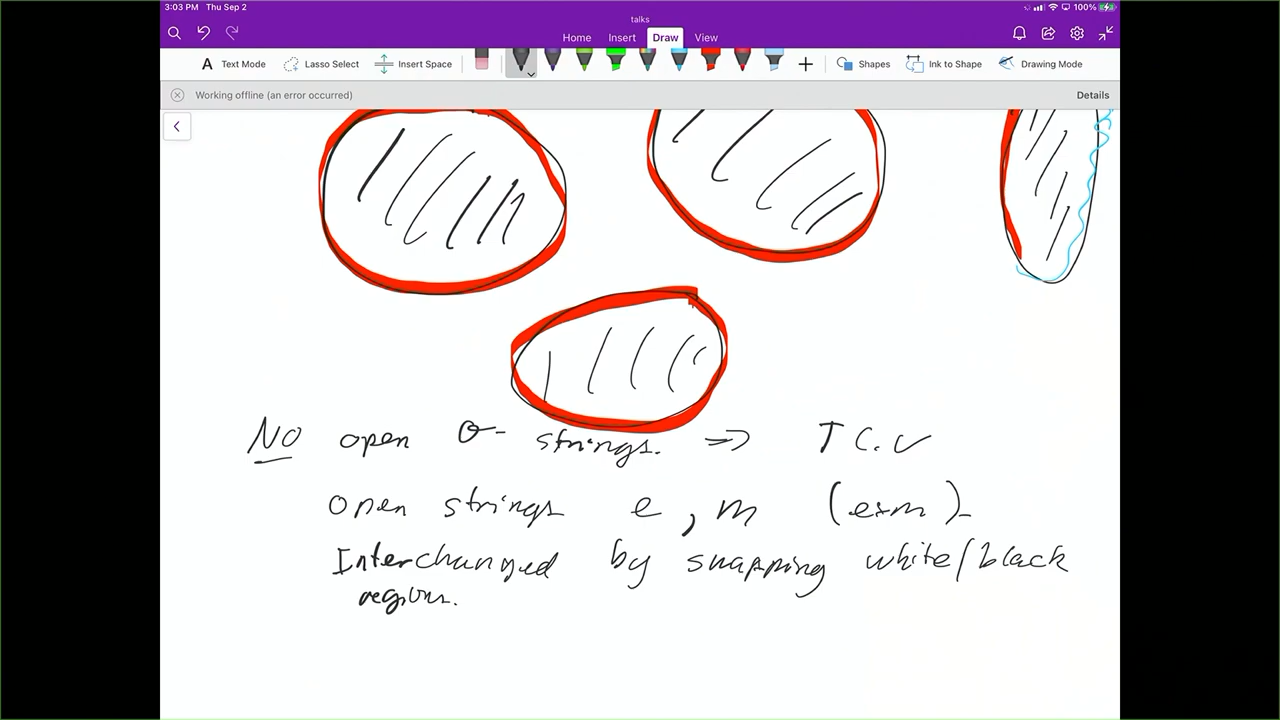 3:03 PM Thu Sep 2
100%
talks
Home Insert Draw View
Text Mode Lasso Select Insert Space Shapes Ink to Shape Drawing Mode
Working offline (an error occurred) Details
NO open σ- strings. => T C.
open strings e, m (e×m).
Interchanged by swapping white/black
regions.